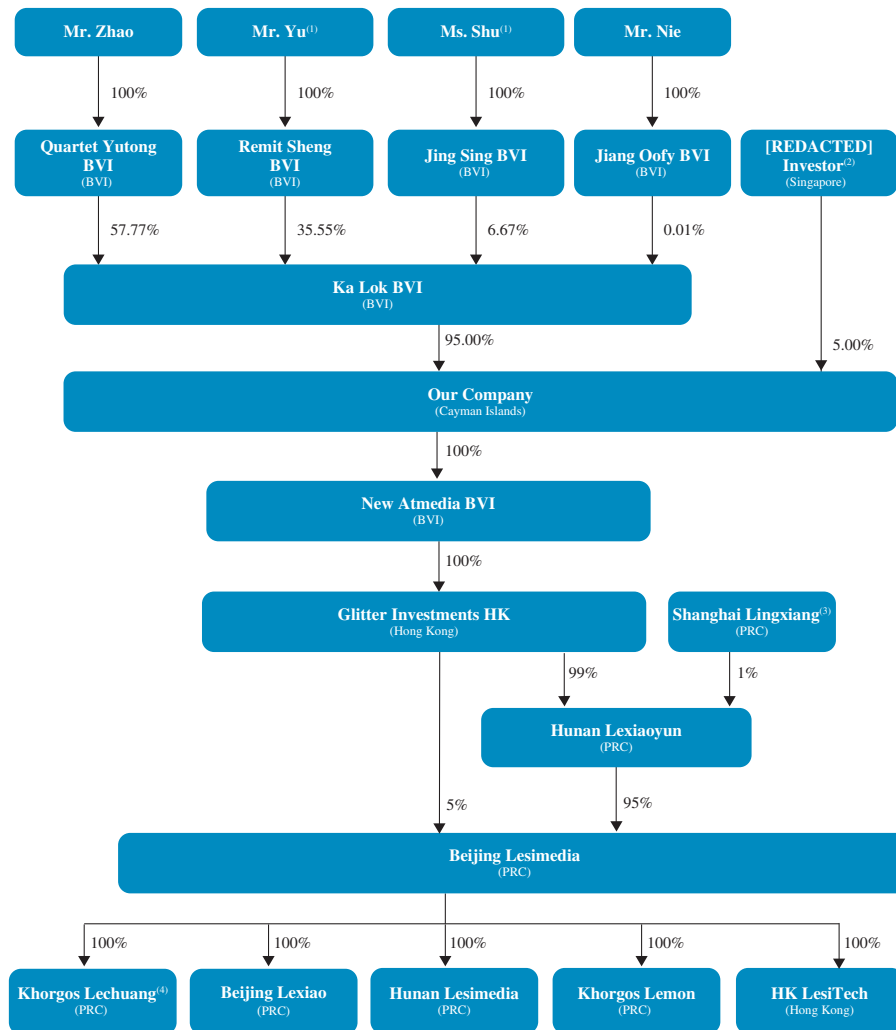 Mr. Zhao
Mr. Yu(1)
Ms. Shu(1)
Mr. Nie
100%
100%
100%
100%
Quartet Yutong
BVI
(BVI)
Remit Sheng
BVI
(BVI)
Jing Sing BVI
(BVI)
Jiang Oofy BVI
(BVI)
[REDACTED]
Investor(2)
(Singapore)
57.77%
35.55%
6.67%
0.01%
Ka Lok BVI
(BVI)
95.00%
5.00%
Our Company
(Cayman Islands)
100%
New Atmedia BVI
(BVI)
100%
Glitter Investments HK
(Hong Kong)
Shanghai Lingxiang(3)
(PRC)
99%
1%
Hunan Lexiaoyun
(PRC)
5%
95%
Beijing Lesimedia
(PRC)
100%
100%
100%
100%
100%
Khorgos Lechuang(4)
(PRC)
Beijing Lexiao
(PRC)
Hunan Lesimedia
(PRC)
Khorgos Lemon
(PRC)
HK LesiTech
(Hong Kong)